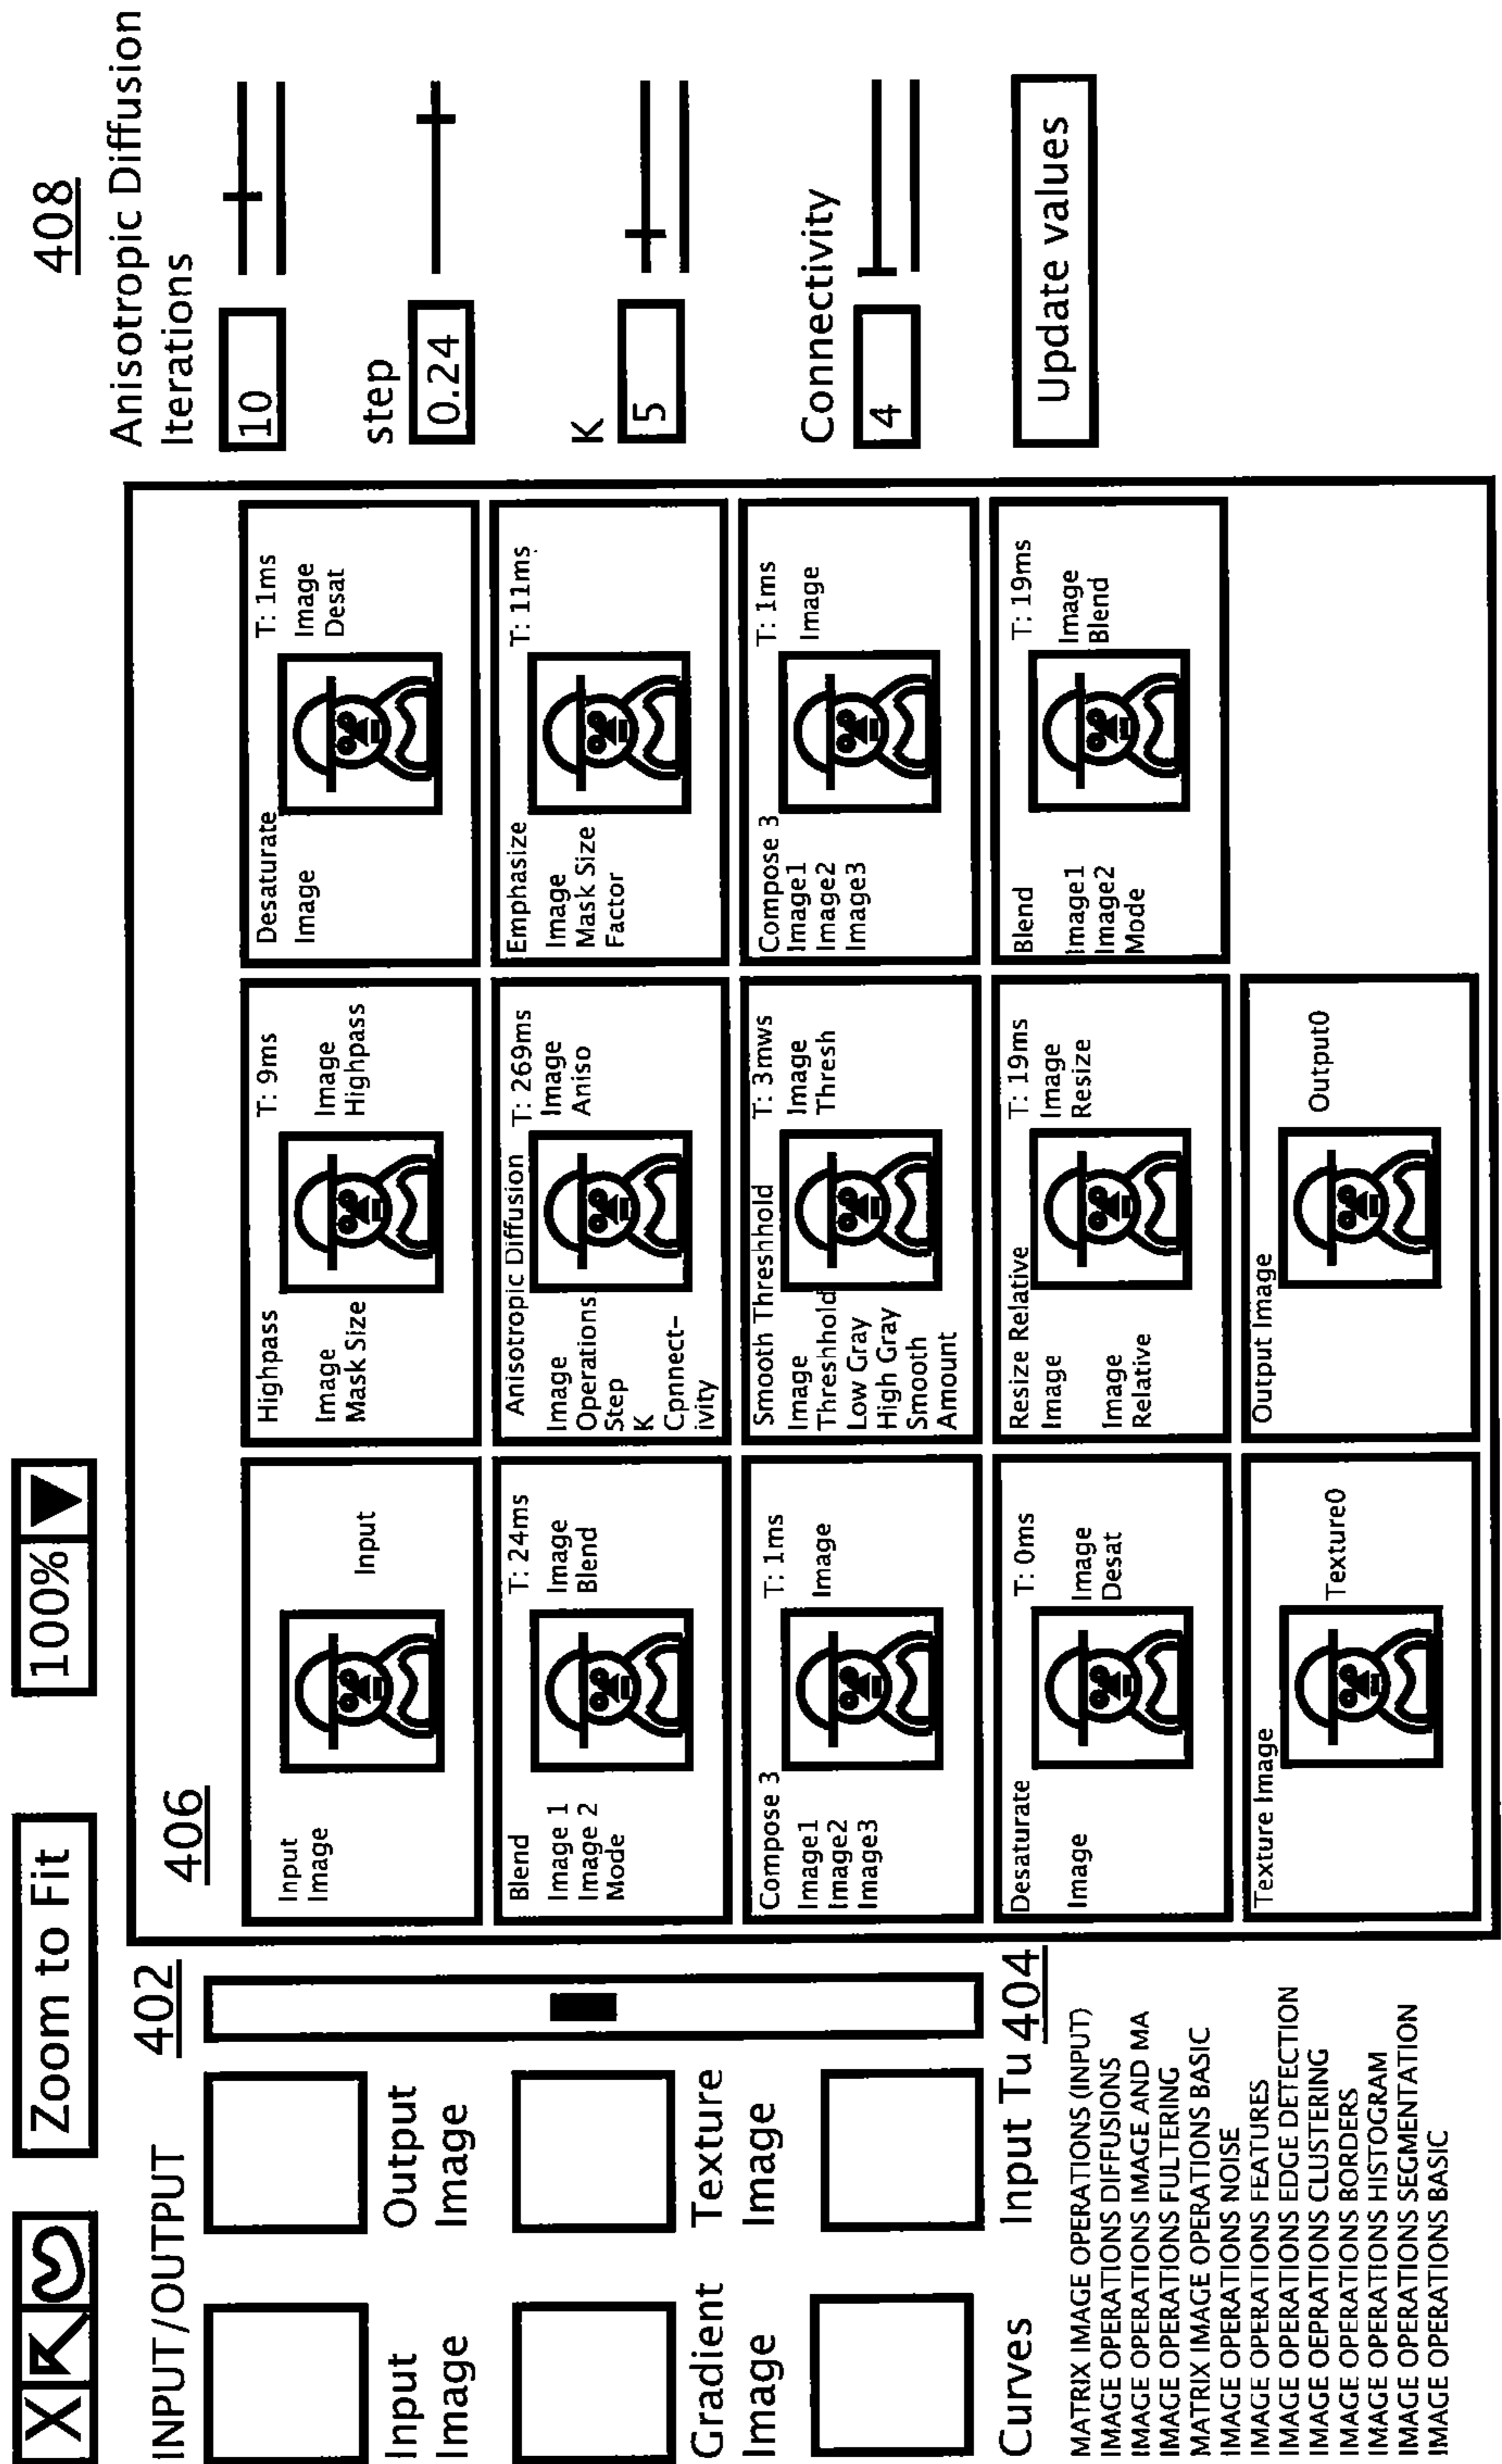 X
100%
Zoom to Fit
INPUT/OUTPUT
402
Input
Image
Output
Image
Gradient
Image
Texture
Image
Curves
Input Tu
404
MATRIX IMAGE OPERATIONS (INPUT)
IMAGE OPERATIONS DIFFUSIONS
IMAGE OPERATIONS IMAGE AND MA
IMAGE OPERATIONS FULTERING
MATRIX IMAGE OPERATIONS BASIC
IMAGE OPERATIONS NOISE
IMAGE OPERATIONS FEATURES
IMAGE OPERATIONS EDGE DETECTION
IMAGE OEPRATIONS CLUSTERING
IMAGE OPERATIONS BORDERS
IMAGE OPERATIONS HISTOGRAM
IMAGE OPERATIONS SEGMENTATION
IMAGE OPERATIONS BASIC
406
Input
Image
Input
Highpass
T: 9ms
Image
Mask Size
Image
Highpass
Desaturate
T: 1ms
Image
Image
Desat
Blend
T: 24ms
Image 1
Image 2
Mode
Image
Blend
Anisotropic Diffusion
T: 269ms
Image
Operations
Step
K
Cpnnect-
ivity
Image
Aniso
Emphasize
T: 11ms
Image
Mask Size
Factor
Compose 3
T: 1ms
Image1
Image2
Image3
Image
Smooth Threshhold
T: 3mws
Image
Threshhold
Low Gray
High Gray
Smooth
Amount
Image
Thresh
Compose 3
T: 1ms
Image1
Image2
Image3
Image
Desaturate
T: 0ms
Image
Image
Desat
Resize Relative
T: 19ms
Image
Image
Relative
Image
Resize
Blend
T: 19ms
Image1
Image2
Mode
Image
Blend
Texture Image
Texture0
Output Image
Output0
408
Anisotropic Diffusion
Iterations
10
step
0.24
K
5
Connectivity
4
Update values